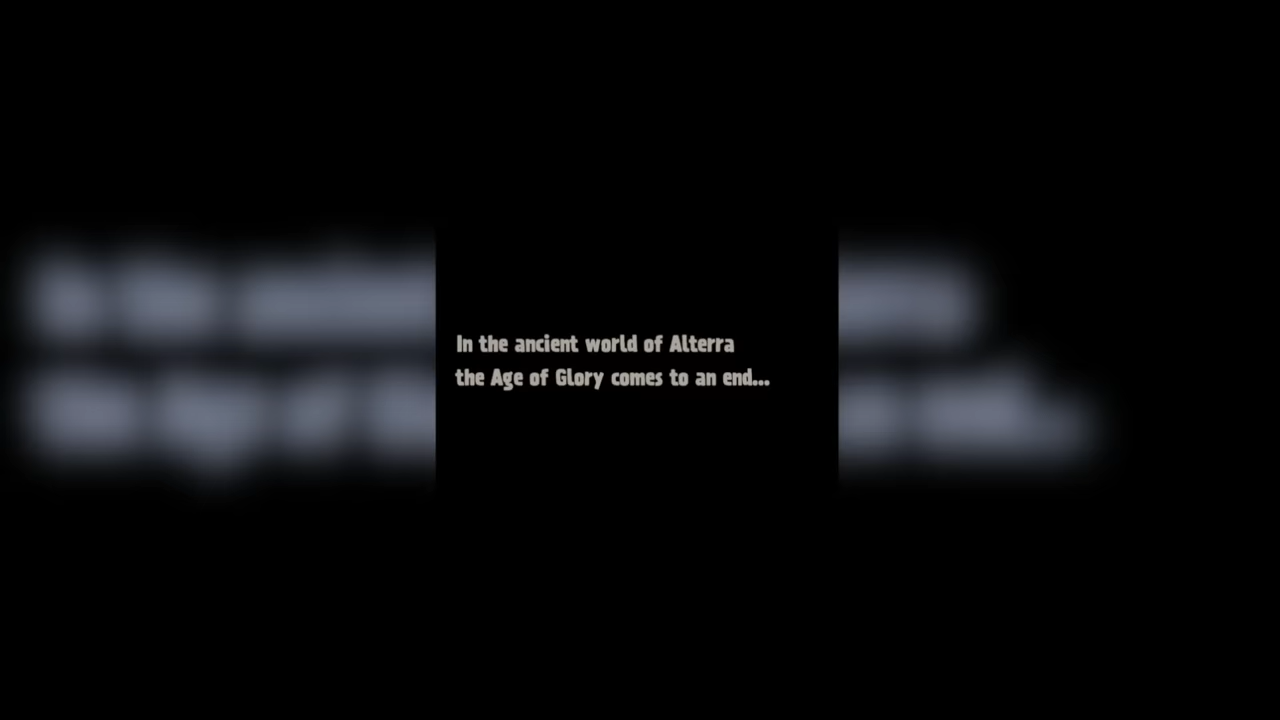 In the ancient world of Alterra
the Age of Glory comes to an end...